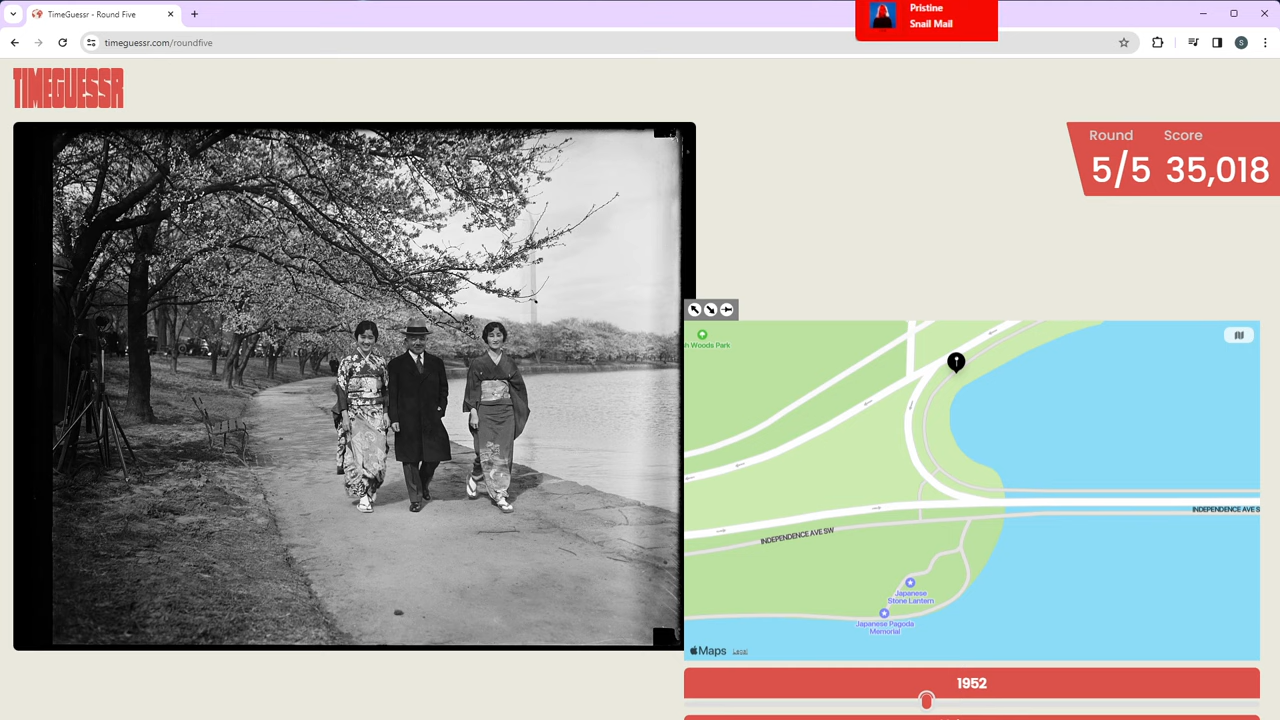 TimeGuessr - Round Five
Pristine
Snail Mail
timeguessr.com/roundfive
S
TIMEGUESSR
Round Score
5/5 35,018
h Woods Park
INDEPENDENCE AVE S
INDEPENDENCE AVE SW
Japanese
Stone Lantern
Japanese Pagoda
Memorial
Maps Legal
1952